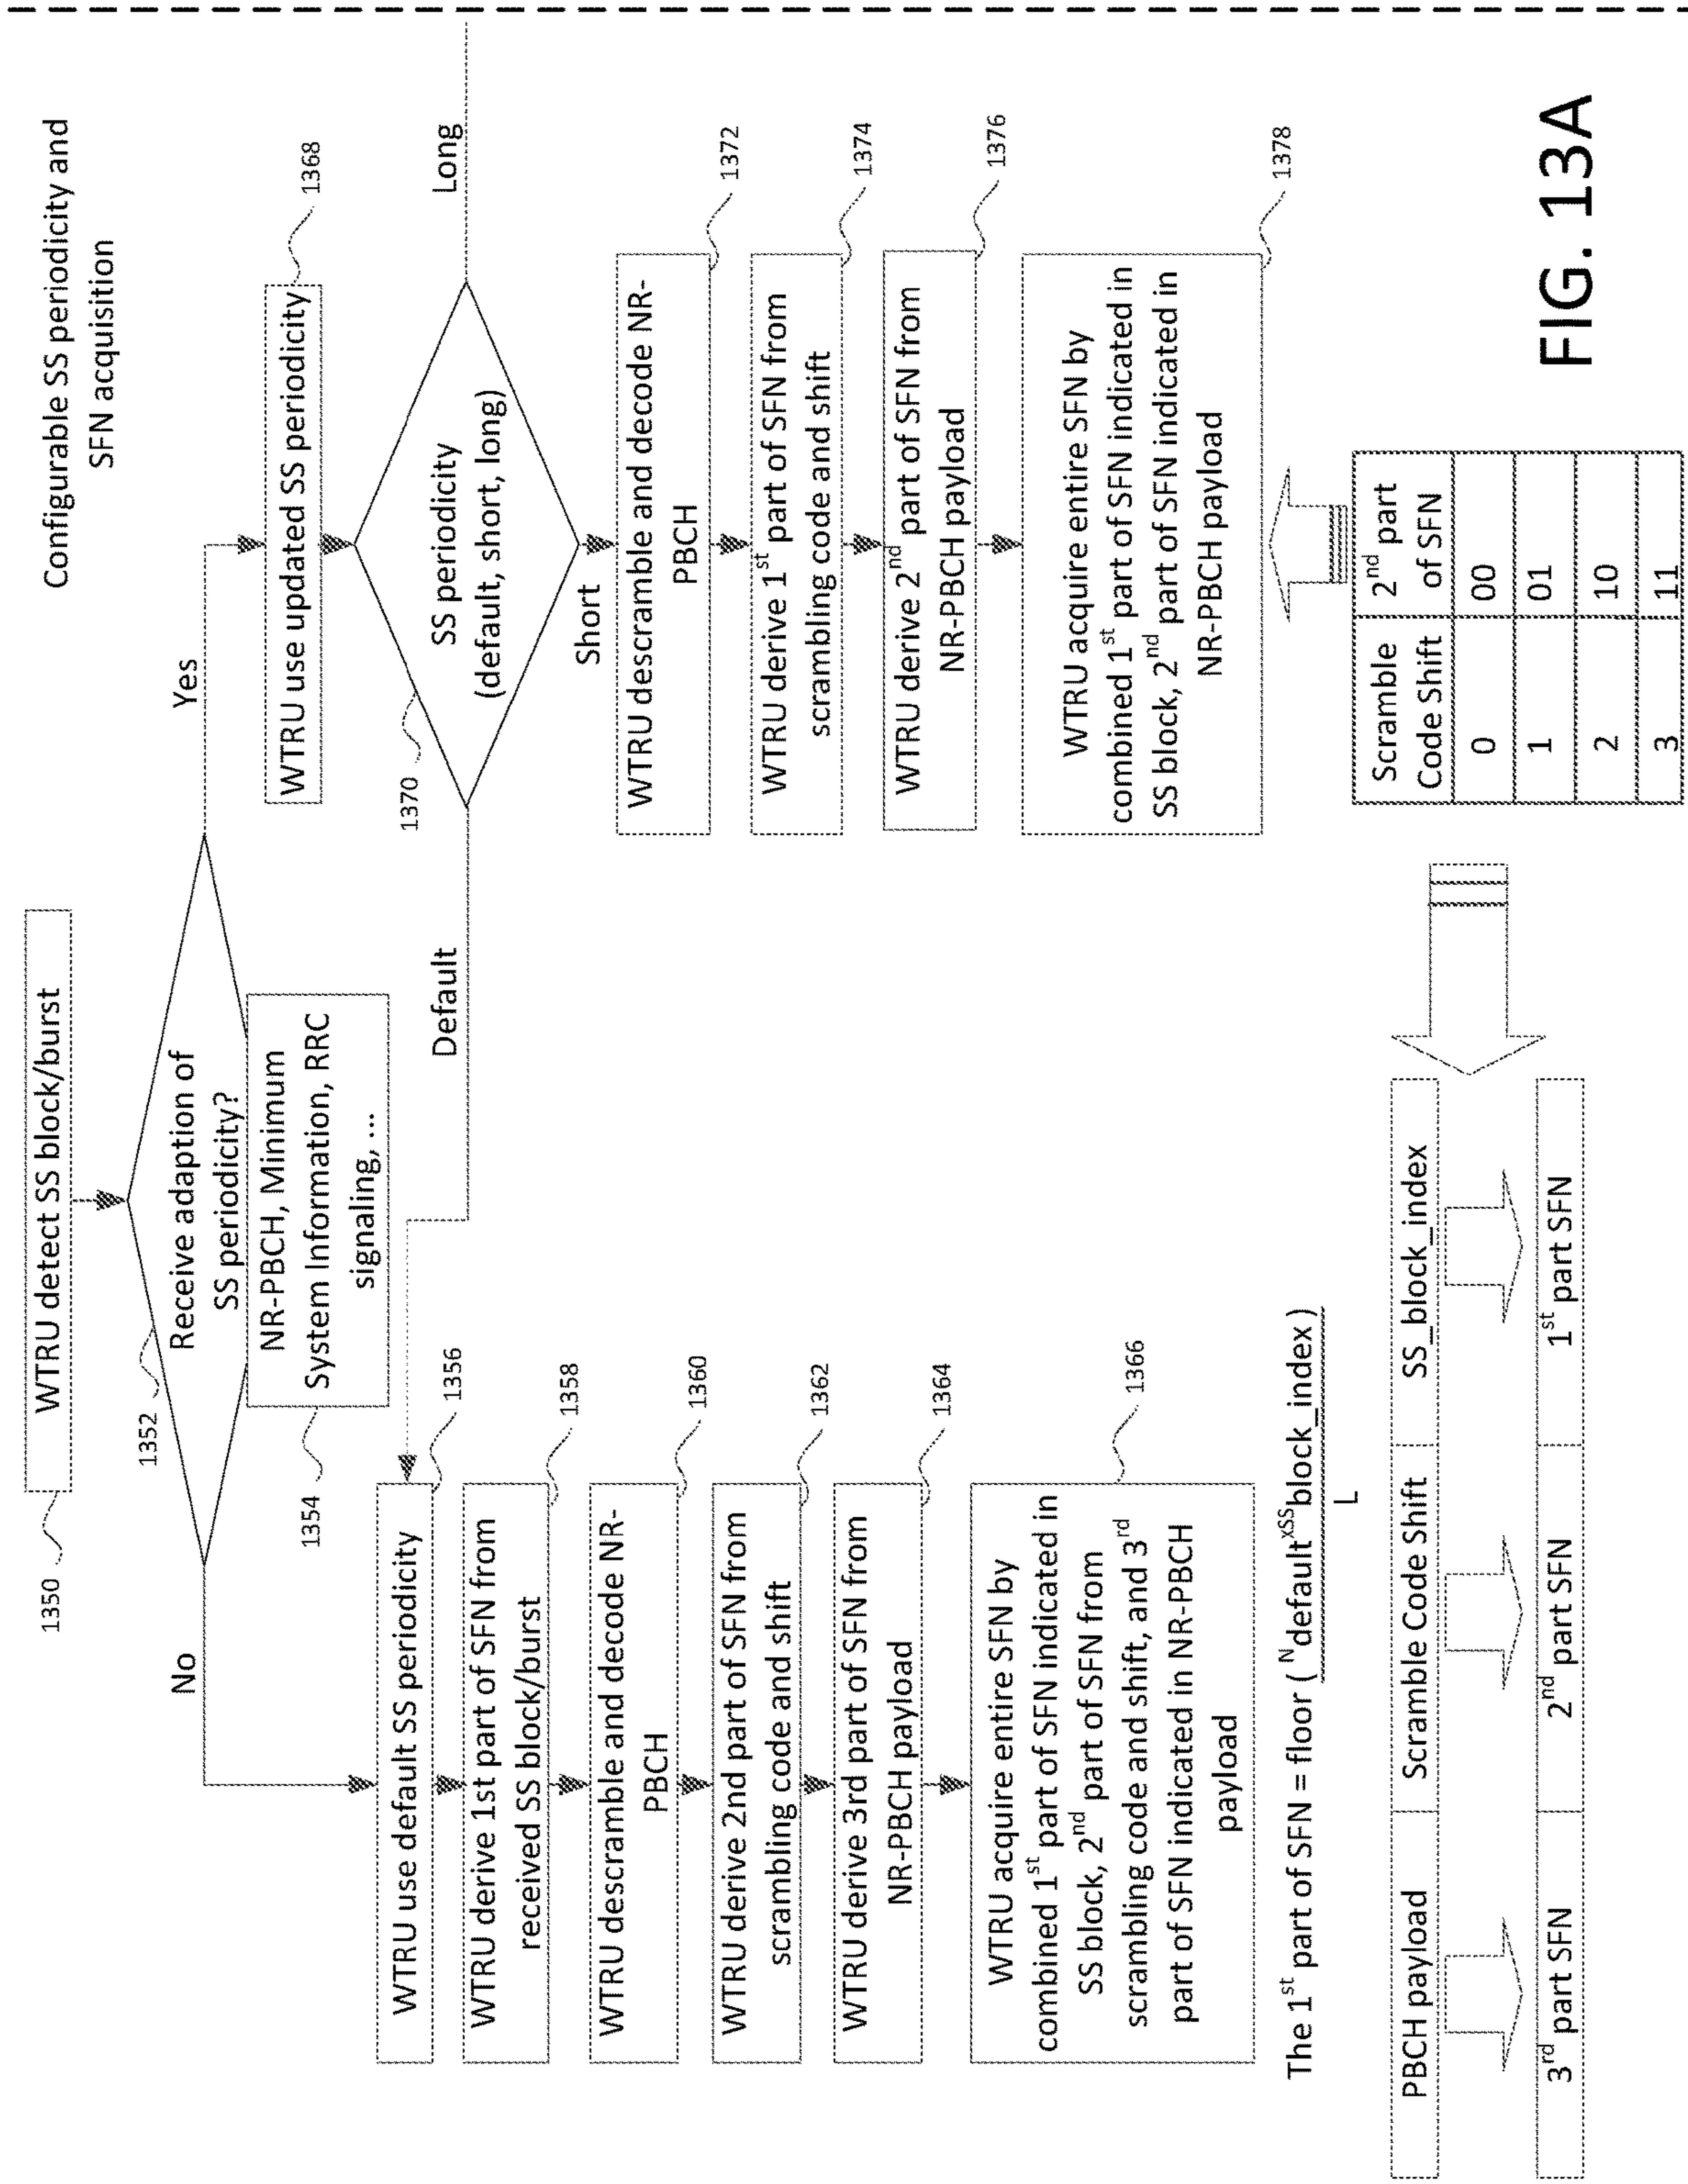 Configurable SS periodicity and
SFN acquisition
1350
WTRU detect SS block/burst
1352
Receive adaption of
SS periodicity?
1354
NR-PBCH, Minimum
System Information, RRC
signaling, ...
No
Yes
WTRU use default SS periodicity
1356
WTRU derive 1st part of SFN from
received SS block/burst
1358
WTRU descramble and decode NR-
PBCH
1360
WTRU derive 2nd part of SFN from
scrambling code and shift
1362
WTRU derive 3rd part of SFN from
NR-PBCH payload
1364
WTRU acquire entire SFN by
combined 1st part of SFN indicated in
SS block, 2nd part of SFN from
scrambling code and shift, and 3rd
part of SFN indicated in NR-PBCH
payload
1366
The 1st part of SFN = floor ( NdefaultxSSblock_index )
L
WTRU use updated SS periodicity
1368
1370
SS periodicity
(default, short, long)
Default
Long
Short
WTRU descramble and decode NR-
PBCH
1372
WTRU derive 1st part of SFN from
scrambling code and shift
1374
WTRU derive 2nd part of SFN from
NR-PBCH payload
1376
WTRU acquire entire SFN by
combined 1st part of SFN indicated in
SS block, 2nd part of SFN indicated in
NR-PBCH payload
1378
Scramble 2nd part
Code Shift of SFN
0 00
1 01
2 10
3 11
PBCH payload Scramble Code Shift SS_block_index
3rd part SFN 2nd part SFN 1st part SFN
FIG. 13A